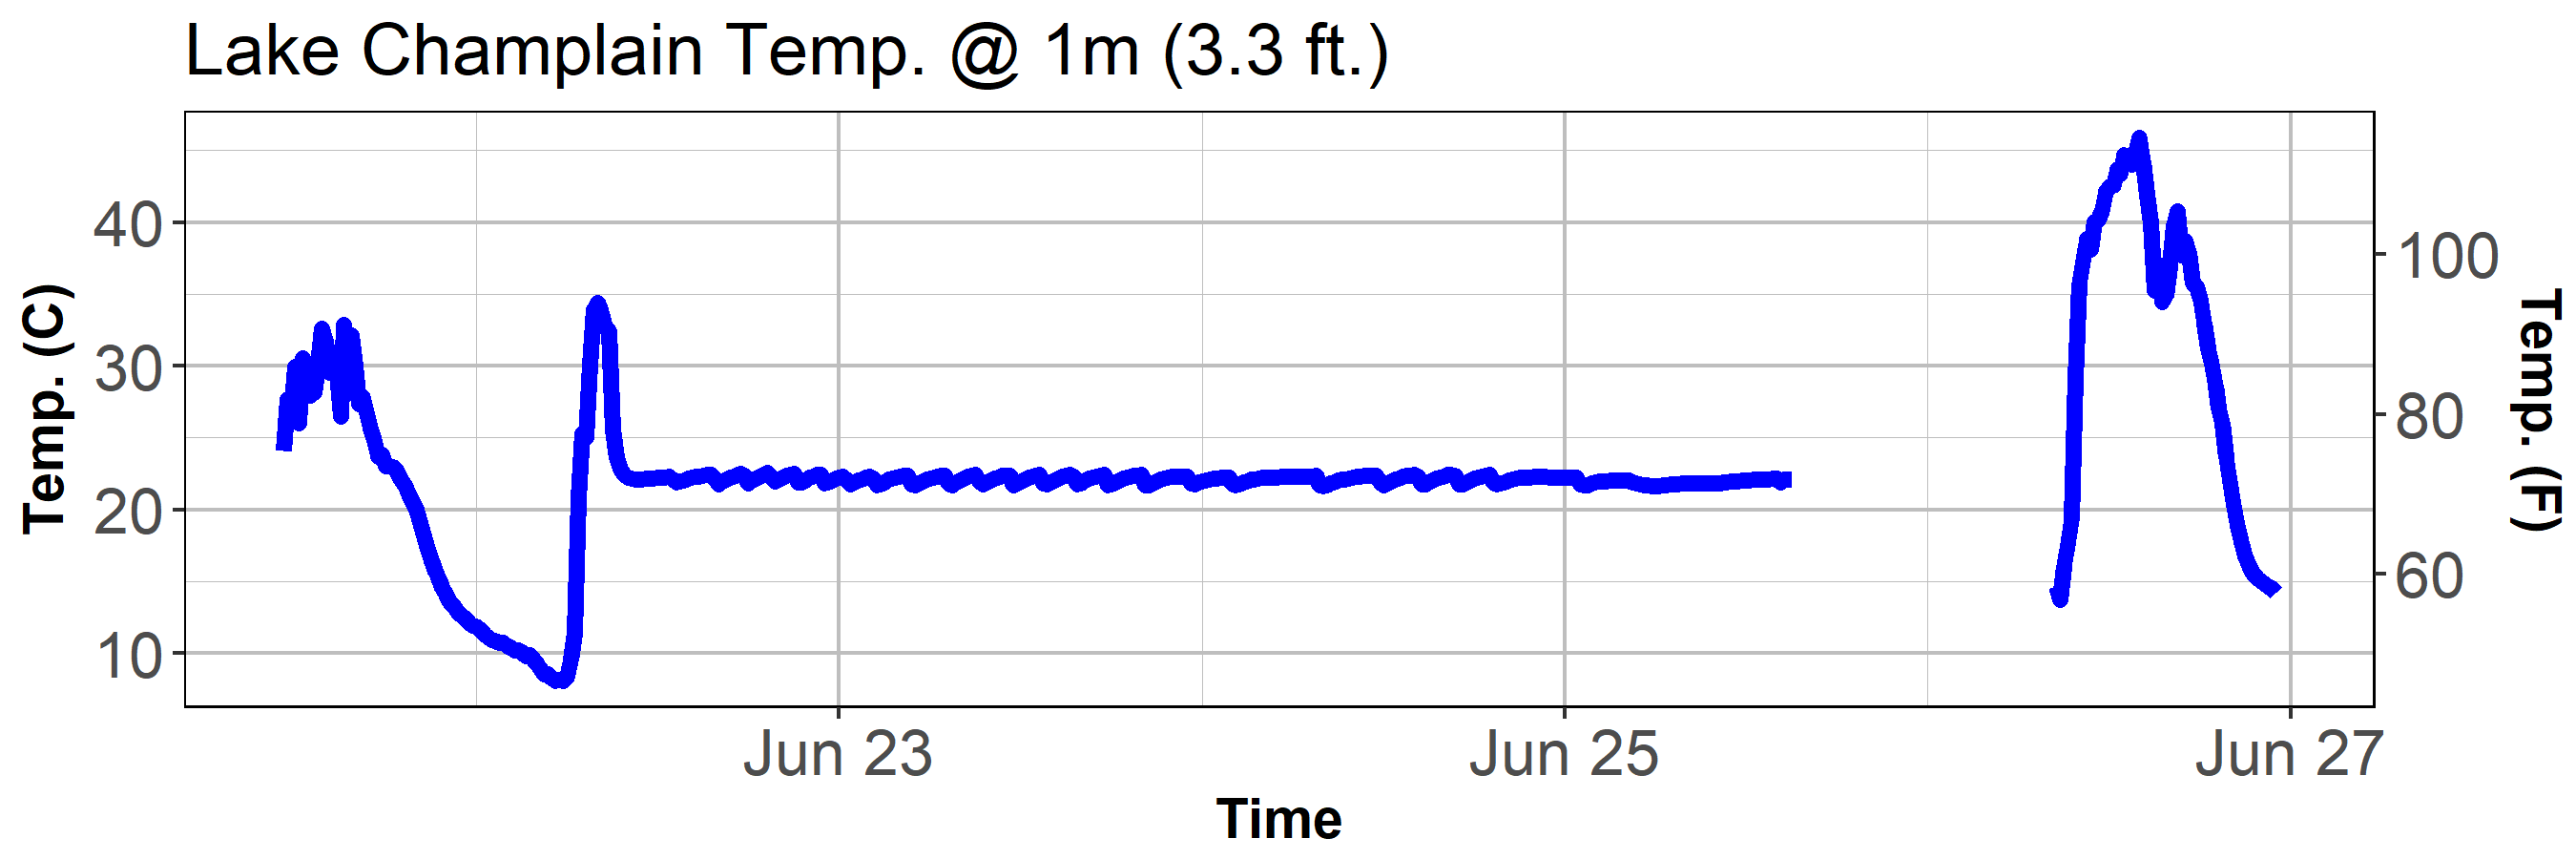 Lake Champlain Temp. @ 1m (3.3 ft.)
Temp. (C)
40
30
20
10
100
80
60
Temp. (F)
Jun 23
Jun 25
Jun 27
Time